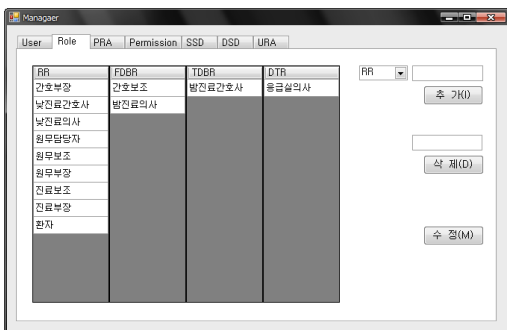 Managaer
User Role PRA Permission SSD DSD URA
RR FDBR TDBR DTR RR
간호부장 간호보조 밤진료간호사 응급실의사
추 가(I)
낮진료간호사 밤진료의사
낮진료의사
원무담당자
원무보조
삭 제(D)
원무부장
진료보조
진료부장
환자
수 정(M)